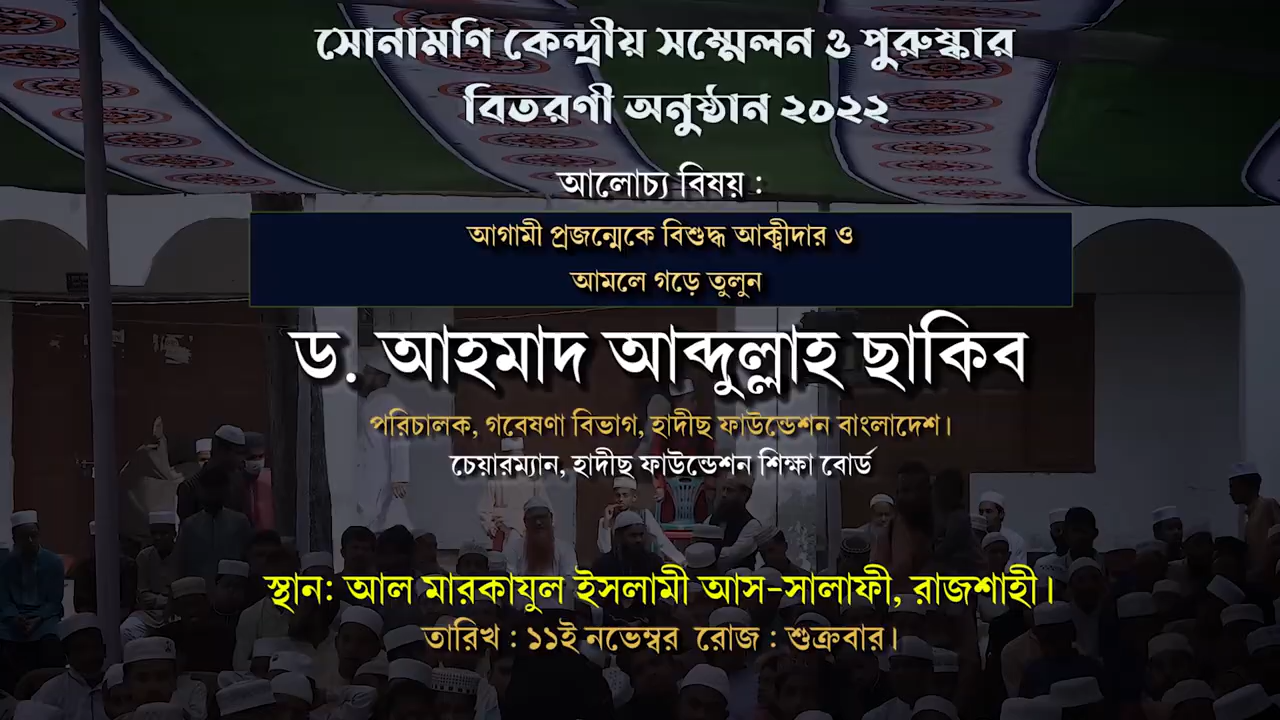 সোনামণি কেন্দ্রীয় সম্মেলন ও পুরুস্কার
বিতরণী অনুষ্ঠান ২০২২
আলোচ্য বিষয় :
আগামী প্রজন্মেকে বিশুদ্ধ আক্বীদার ও
আমলে গড়ে তুলুন
ড. আহমাদ আব্দুল্লাহ ছাকিব
পরিচালক, গবেষণা বিভাগ, হাদীছ ফাউন্ডেশন বাংলাদেশ।
চেয়ারম্যান, হাদীছ ফাউন্ডেশন শিক্ষা বোর্ড
স্থান: আল মারকাযুল ইসলামী আস-সালাফী, রাজশাহী।
তারিখ : ১১ই নভেম্বর রোজ : শুক্রবার।